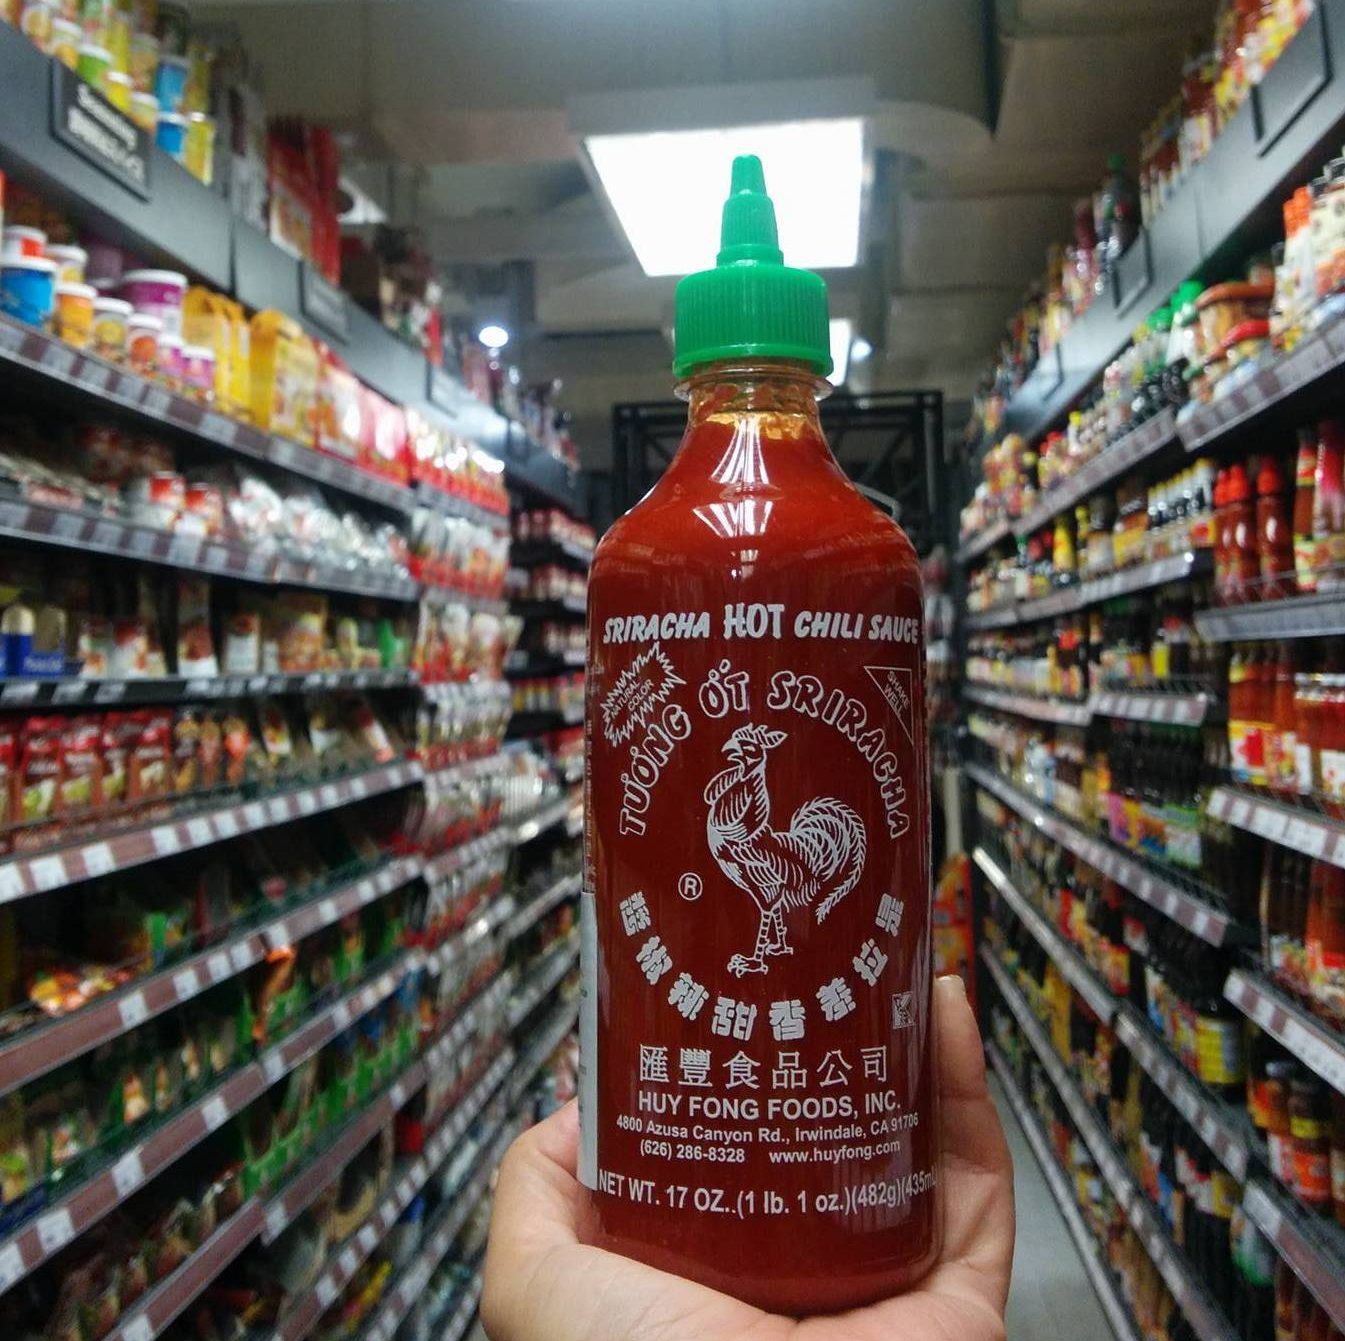 SRIRACHA HOT CHILI SAUCE
NATURAL COLOR
SHAKE WELL
TƯƠNG ỚT SRIRACHA
®
是拉差香甜辣椒醬
匯豐食品公司
HUY FONG FOODS, INC.
4800 Azusa Canyon Rd., Irwindale, CA 91706
(626) 286-8328 www.huyfong.com
NET WT. 17 OZ..(1 lb. 1 oz.)(482g)(435mL